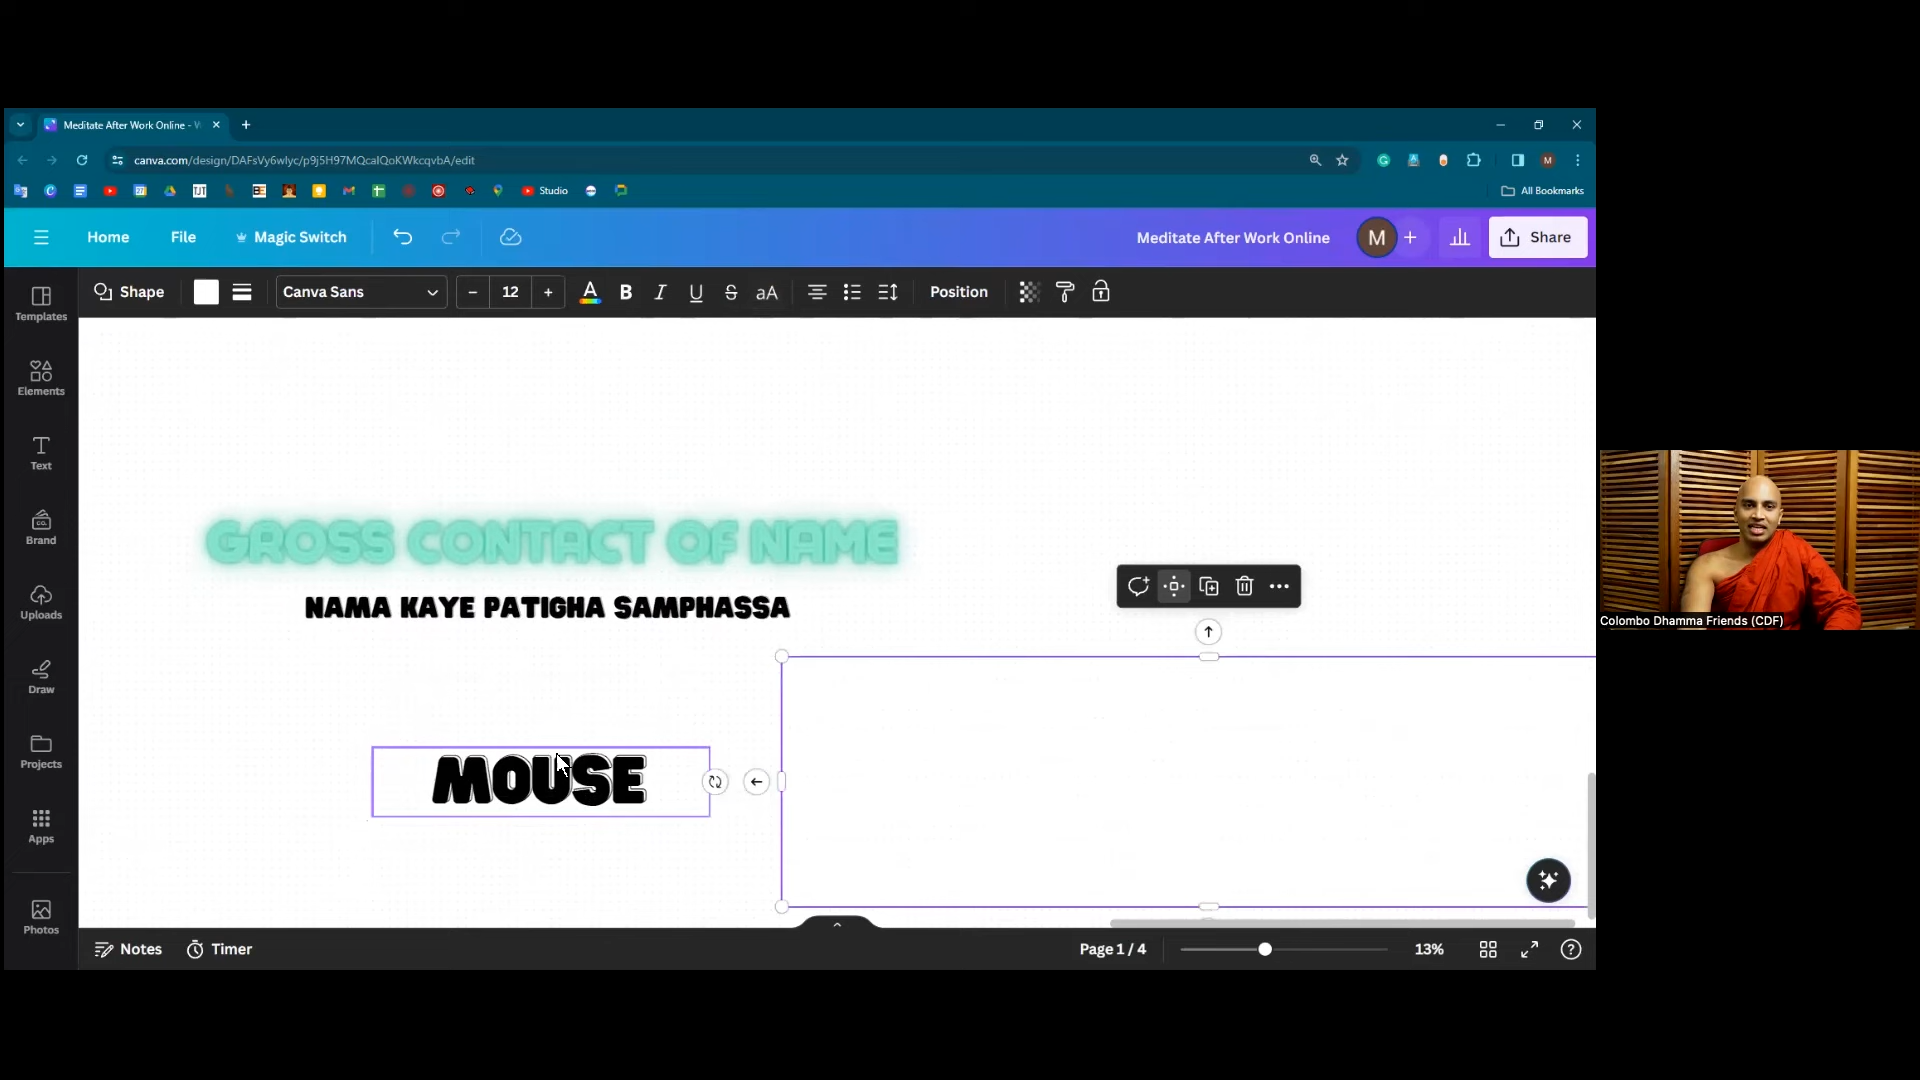 Meditate After Work Online -
canva.com/design/DAFsVy6wlyc/p9j5H97MQcalQoKWkcqvbA/edit
Studio
All Bookmarks
Home
File
Magic Switch
Meditate After Work Online
M
Share
Shape
Canva Sans
12
B
I
U
S
aA
Position
Templates
Elements
Text
Brand
Uploads
Draw
Projects
Apps
Photos
GROSS CONTACT OF NAME
NAMA KAYE PATIGHA SAMPHASSA
MOUSE
Colombo Dhamma Friends (CDF)
Notes
Timer
Page 1 / 4
13%